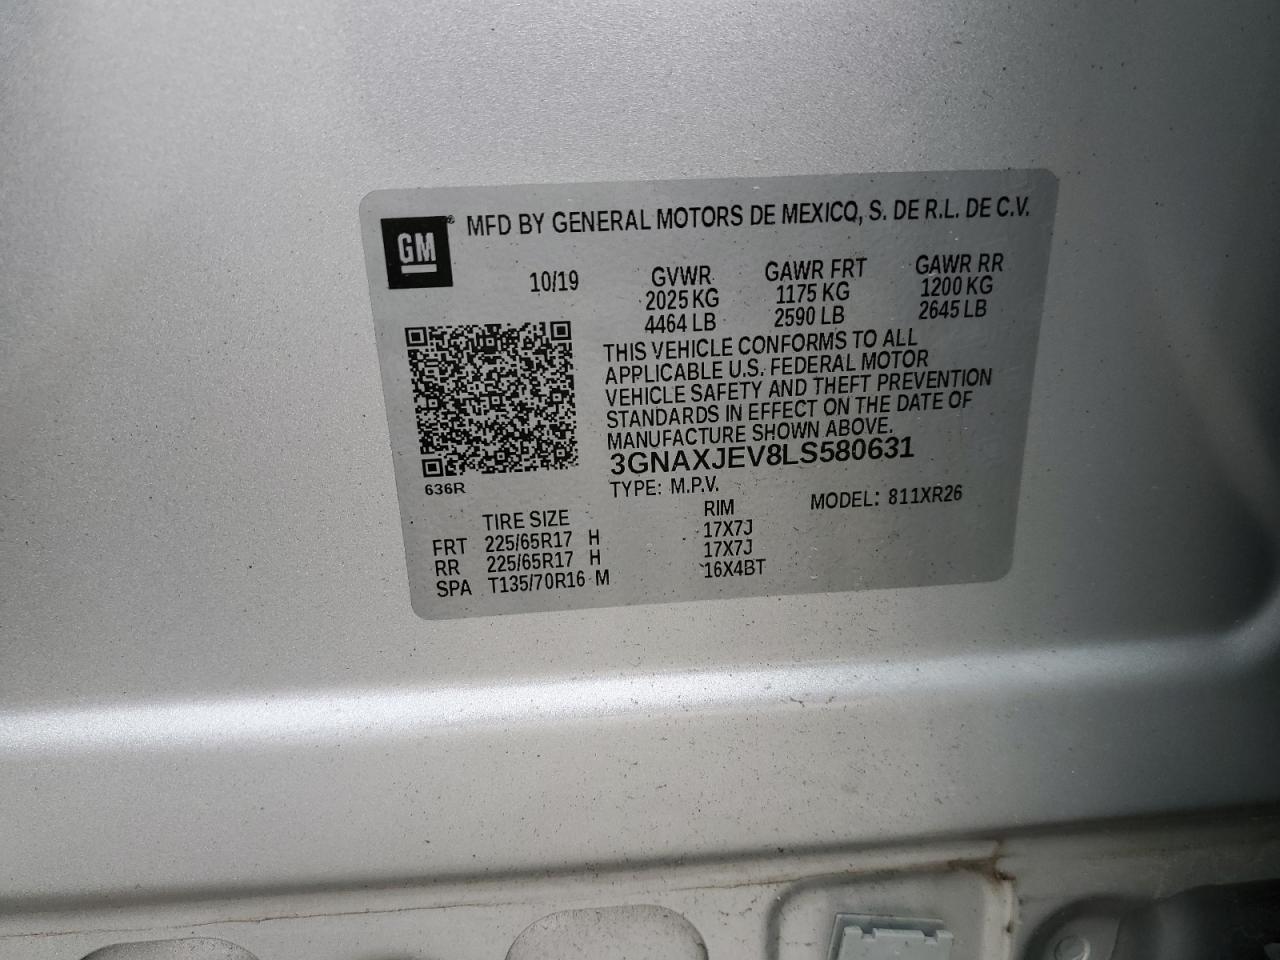 GM® MFD BY GENERAL MOTORS DE MEXICO, S. DE R.L. DE C.V.
10/19 GVWR GAWR FRT GAWR RR
2025 KG 1175 KG 1200 KG
4464 LB 2590 LB 2645 LB
THIS VEHICLE CONFORMS TO ALL
APPLICABLE U.S. FEDERAL MOTOR
VEHICLE SAFETY AND THEFT PREVENTION
STANDARDS IN EFFECT ON THE DATE OF
MANUFACTURE SHOWN ABOVE.
3GNAXJEV8LS580631
636R
TYPE: M.P.V. MODEL: 811XR26
TIRE SIZE RIM
FRT 225/65R17 H 17X7J
RR 225/65R17 H 17X7J
SPA T135/70R16 M 16X4BT